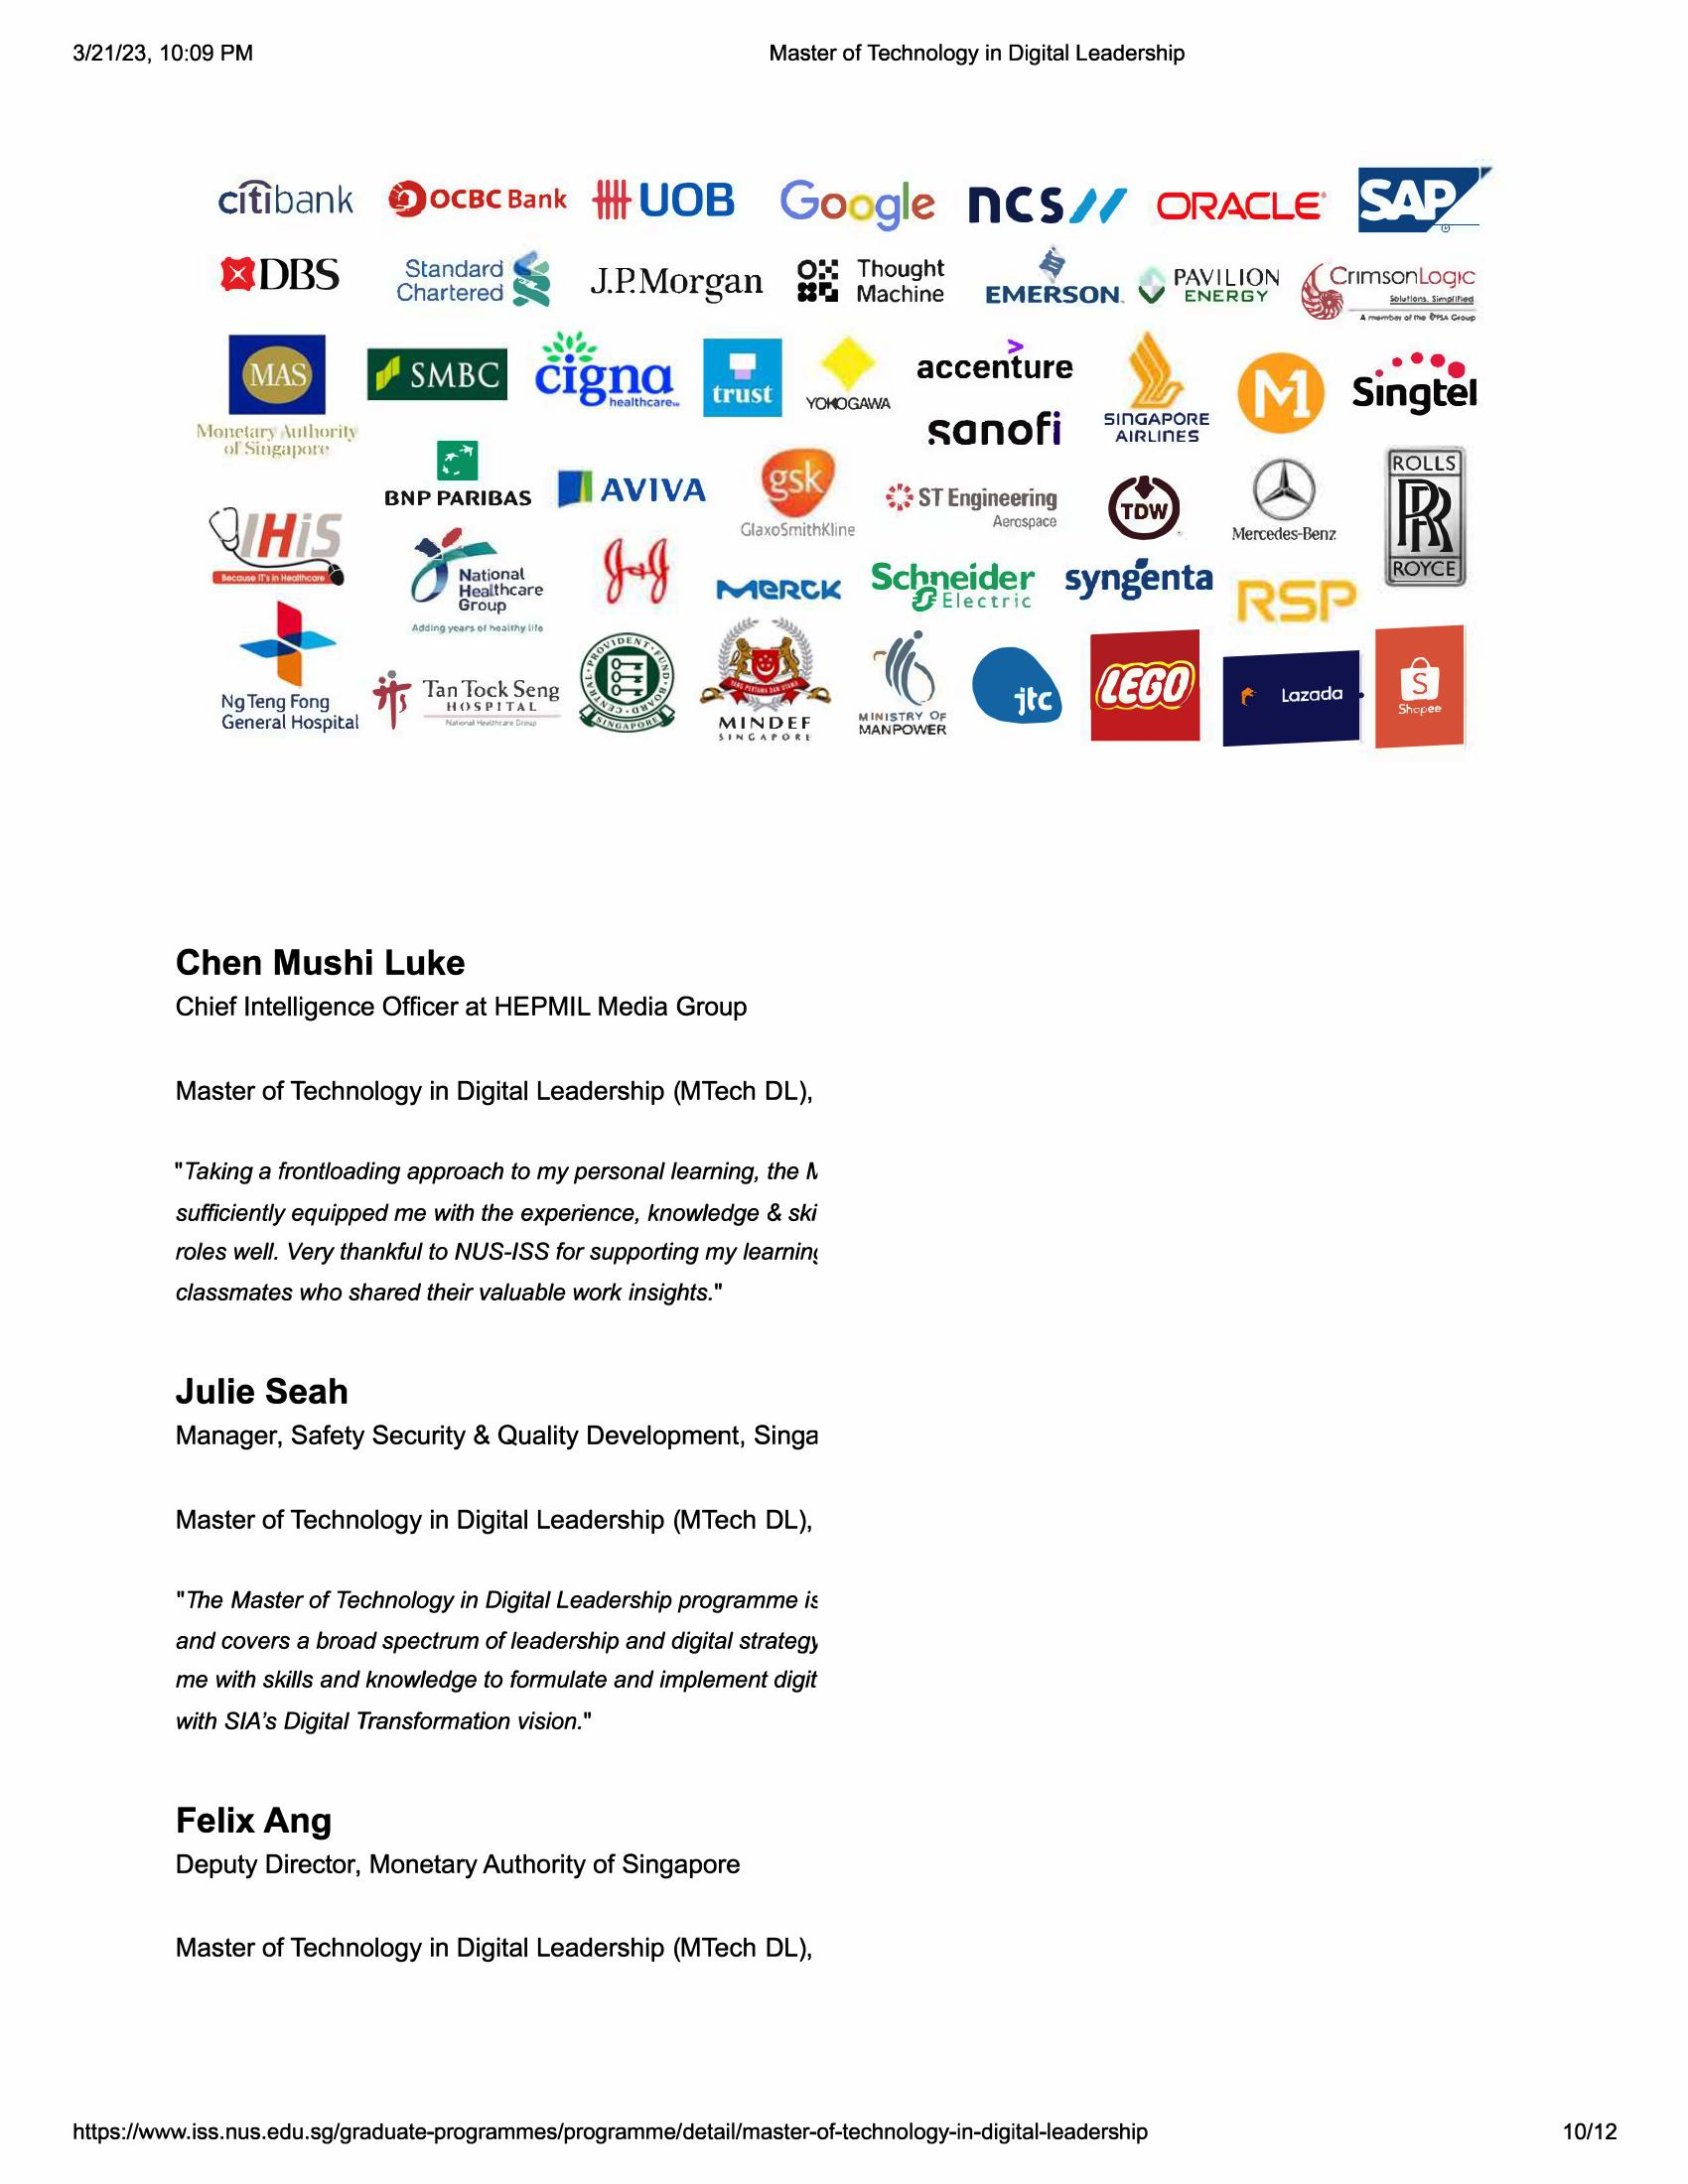 3/21/23, 10:09 PM
Master of Technology in Digital Leadership
citibank
OCBC Bank
UOB
Google
ncs
ORACLE
SAP
DBS
Standard
Chartered
J.P.Morgan
Thought
Machine
EMERSON
PAVILION
ENERGY
CrimsonLogic
Solutions. Simplified
A member of the PSA Group
MAS
Monetary Authority
of Singapore
SMBC
cigna
healthcare
trust
YOKOGAWA
accenture
sanofi
SINGAPORE
AIRLINES
M1
Singtel
BNP PARIBAS
AVIVA
gsk
GlaxoSmithKline
ST Engineering
Aerospace
TDW
Mercedes-Benz
ROLLS
RR
ROYCE
IHiS
Because IT's in Healthcare
National
Healthcare
Group
Adding years of healthy life
J&J
MERCK
Schneider
Electric
syngenta
RSP
Ng Teng Fong
General Hospital
Tan Tock Seng
HOSPITAL
National Healthcare Group
CENTRAL PROVIDENT FUND BOARD
SINGAPORE
MINDEF
SINGAPORE
MINISTRY OF
MANPOWER
jtc
LEGO
Lazada
Shopee
Chen Mushi Luke
Chief Intelligence Officer at HEPMIL Media Group
Master of Technology in Digital Leadership (MTech DL),
"Taking a frontloading approach to my personal learning, the
sufficiently equipped me with the experience, knowledge & ski
roles well. Very thankful to NUS-ISS for supporting my learning
classmates who shared their valuable work insights."
Julie Seah
Manager, Safety Security & Quality Development, Singa
Master of Technology in Digital Leadership (MTech DL),
"The Master of Technology in Digital Leadership programme is
and covers a broad spectrum of leadership and digital strategy
me with skills and knowledge to formulate and implement digit
with SIA's Digital Transformation vision."
Felix Ang
Deputy Director, Monetary Authority of Singapore
Master of Technology in Digital Leadership (MTech DL),
https://www.iss.nus.edu.sg/graduate-programmes/programme/detail/master-of-technology-in-digital-leadership
10/12